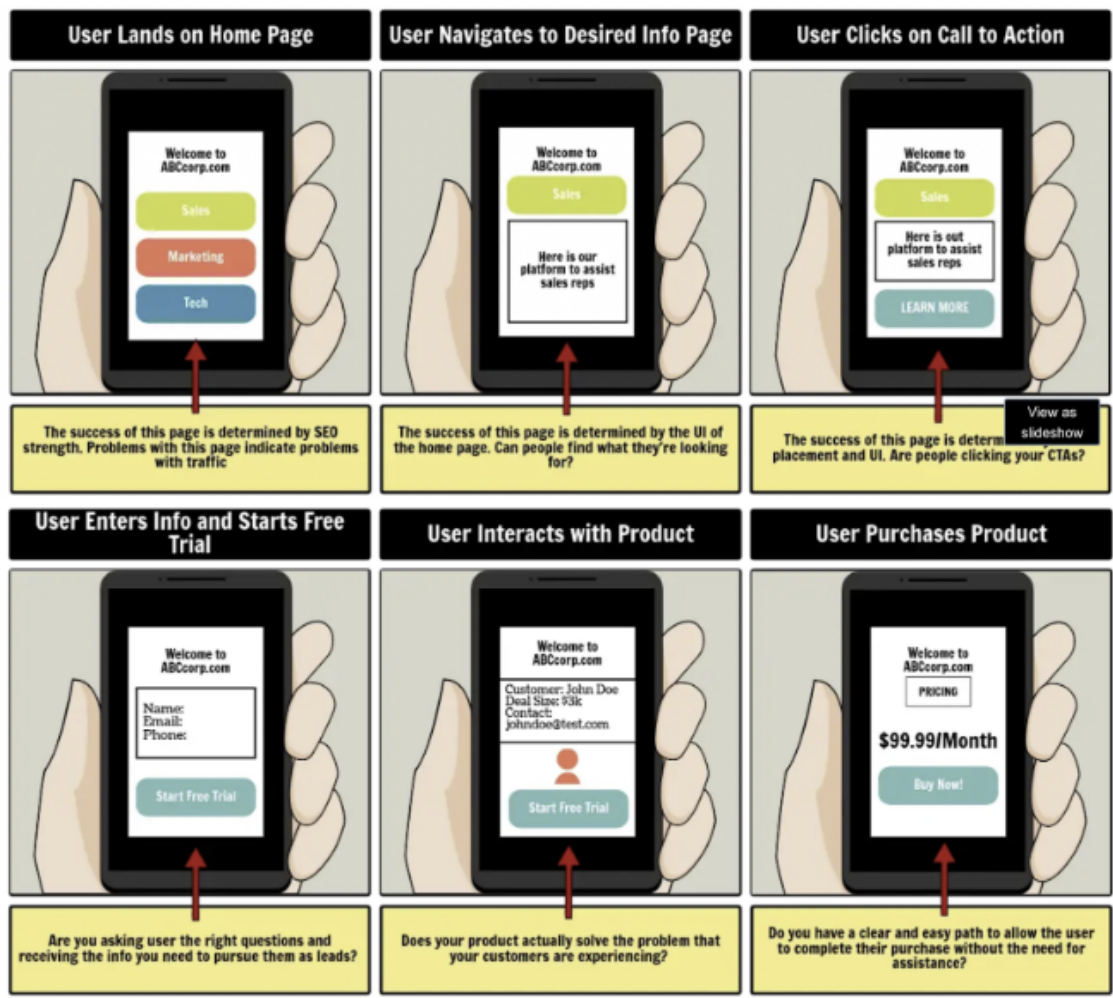 User Lands on Home Page
Welcome to
ABCcorp.com
Sales
Marketing
Tech
The success of this page is determined by SEO
strength. Problems with this page indicate problems
with traffic
User Navigates to Desired Info Page
Welcome to
ABCcorp.com
Sales
Here is our
platform to assist
sales reps
The success of this page is determined by the UI of
the home page. Can people find what they're looking
for?
User Clicks on Call to Action
Welcome to
ABCcorp.com
Sales
Here is out
platform to assist
sales reps
LEARN MORE
View as
slideshow
The success of this page is
placement and UI. Are people clicking your CTAs?
User Enters Info and Starts Free
Trial
Welcome to
ABCcorp.com
Name:
Email:
Phone:
Start Free Trial
Are you asking user the right questions and
receiving the info you need to pursue them as leads?
User Interacts with Product
Welcome to
ABCcorp.com
Customer: John Doe
Deal Size: $3k
Contact:
johndoe@test.com
Start Free Trial
Does your product actually solve the problem that
your customers are experiencing?
User Purchases Product
Welcome to
ABCcorp.com
PRICING
$99.99/Month
Buy Now!
Do you have a clear and easy path to allow the user
to complete their purchase without the need for
assistance?